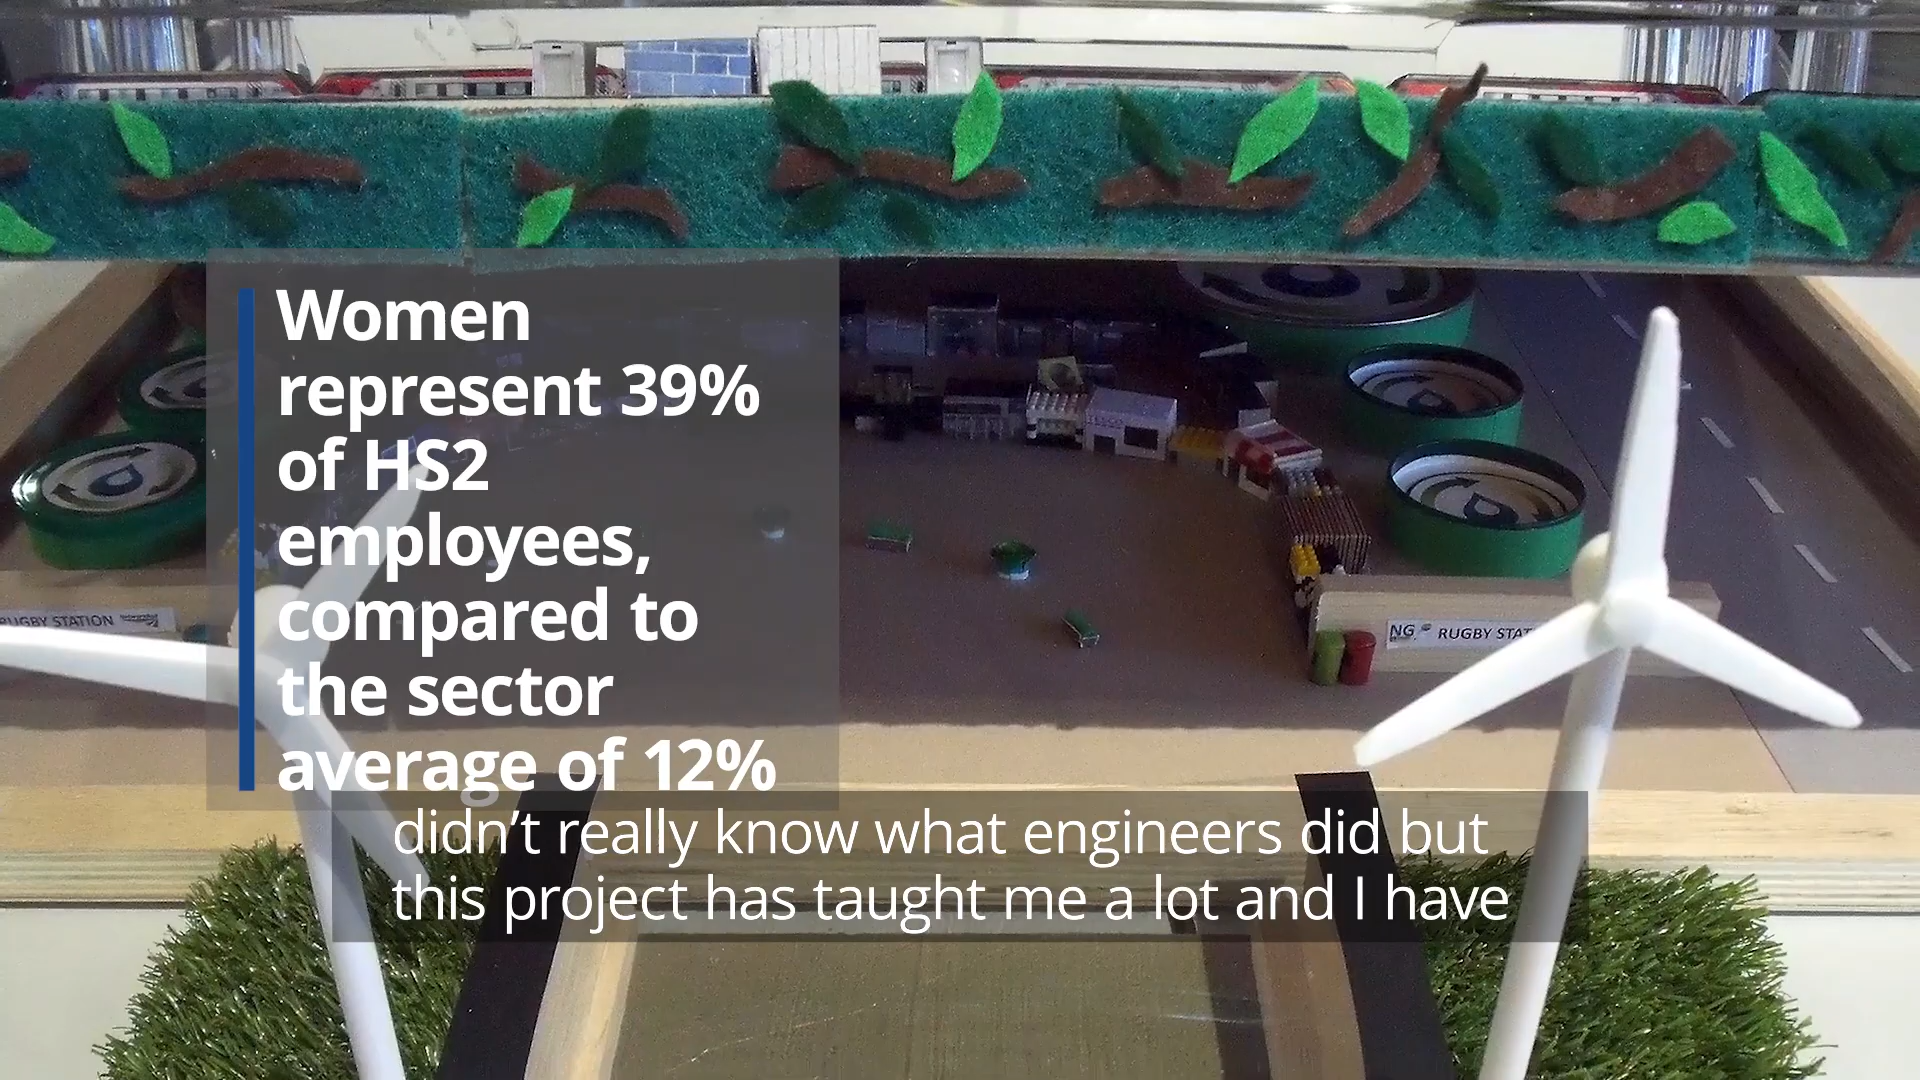 Women
represent 39%
of HS2
employees,
compared to
the sector
average of 12%
RUGBY STATION
NG RUGBY STA
didn’t really know what engineers did but
this project has taught me a lot and I have